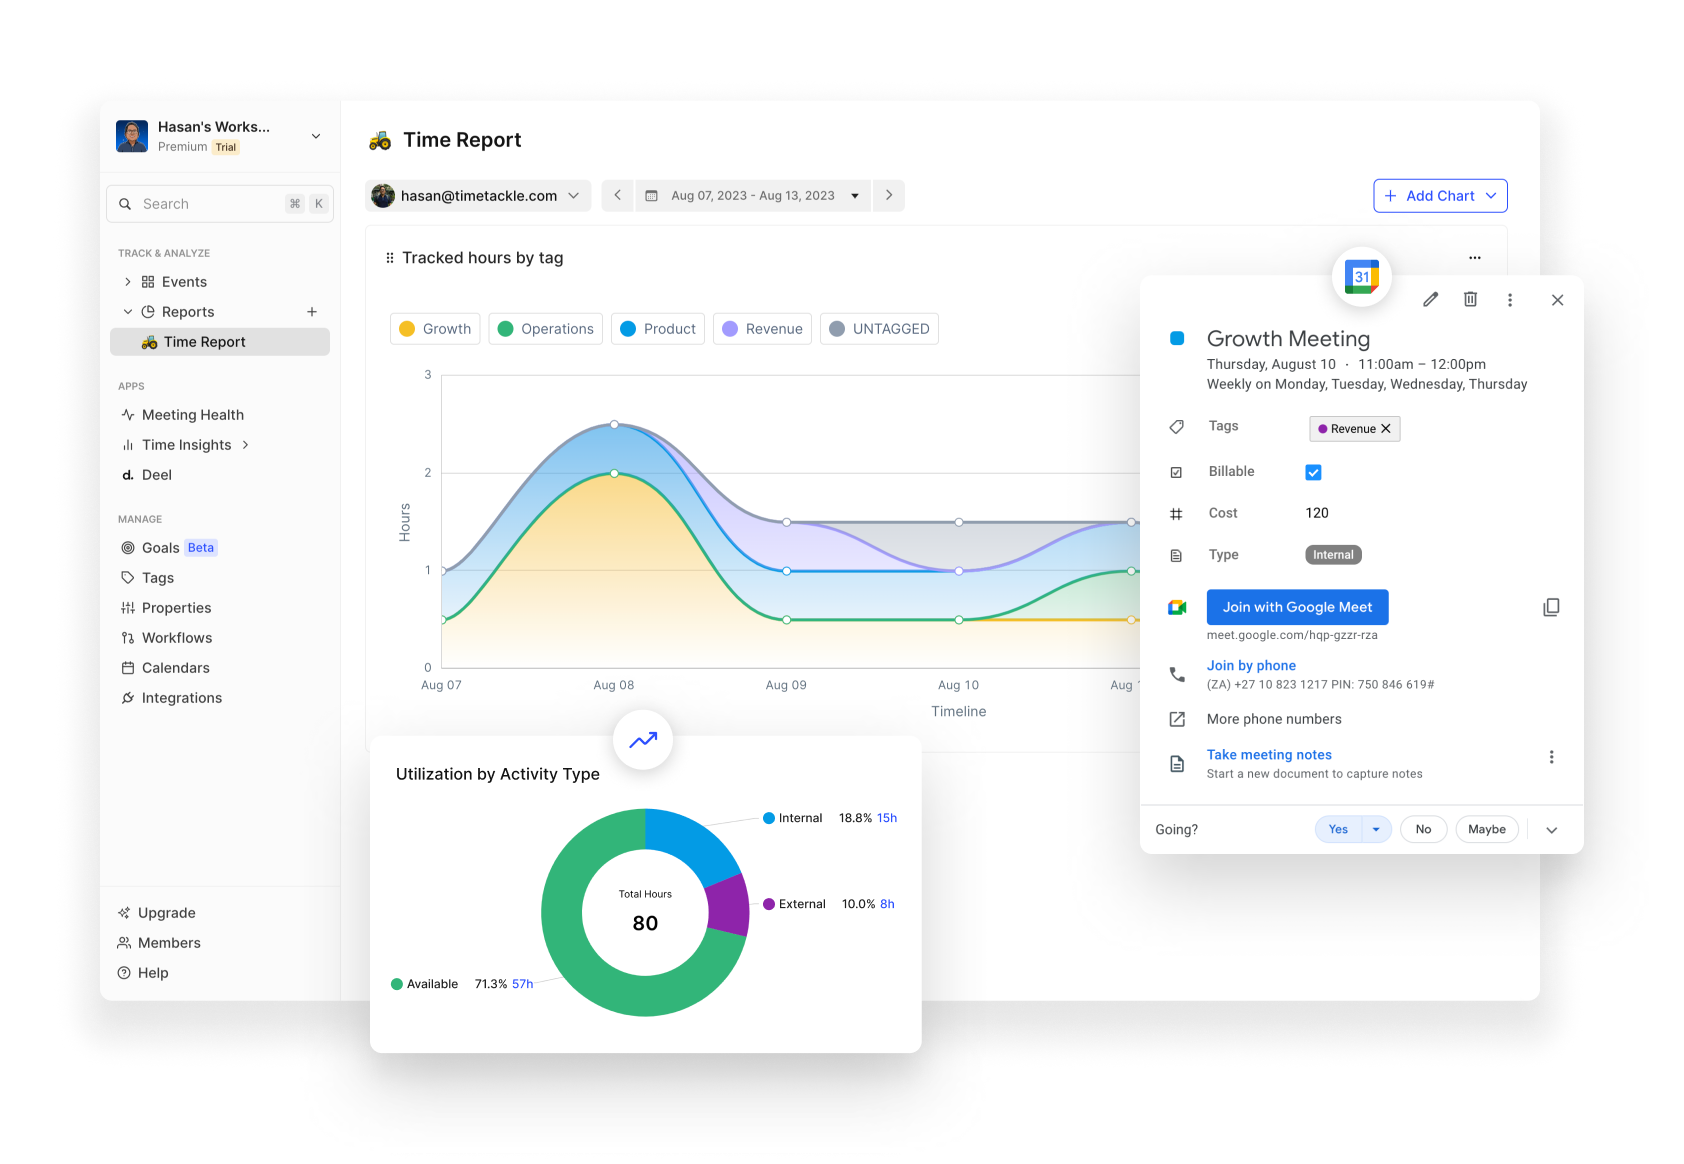 Hasan's Works...
Premium Trial
Search ⌘ K
TRACK & ANALYZE
Events
Reports +
Time Report
APPS
Meeting Health
Time Insights
d. Deel
MANAGE
Goals Beta
Tags
Properties
Workflows
Calendars
Integrations
Upgrade
Members
Help
Time Report
hasan@timetackle.com
Aug 07, 2023 - Aug 13, 2023
+ Add Chart
Tracked hours by tag
Growth
Operations
Product
Revenue
UNTAGGED
3
2
1
0
Hours
Aug 07
Aug 08
Aug 09
Aug 10
Aug
Timeline
Utilization by Activity Type
Internal 18.8% 15h
External 10.0% 8h
Available 71.3% 57h
Total Hours
80
31
Growth Meeting
Thursday, August 10 · 11:00am – 12:00pm
Weekly on Monday, Tuesday, Wednesday, Thursday
Tags Revenue
Billable
Cost 120
Type Internal
Join with Google Meet
meet.google.com/hqp-gzzr-rza
Join by phone
(ZA) +27 10 823 1217 PIN: 750 846 619#
More phone numbers
Take meeting notes
Start a new document to capture notes
Going? Yes No Maybe